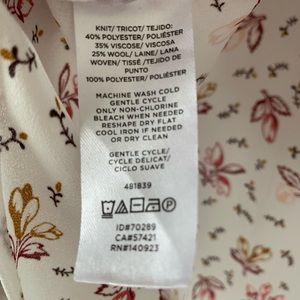 KNIT/ TRICOT/ TEJIDO:
40% POLYESTER/ POLIÉSTER
35% VISCOSE/ VISCOSA
25% WOOL/ LAINE/ LANA
WOVEN/ TISSÉ / TEJIDO DE
PUNTO
100% POLYESTER/ POLIÉSTER
MACHINE WASH COLD
GENTLE CYCLE
ONLY NON-CHLORINE
BLEACH WHEN NEEDED
RESHAPE DRY FLAT
COOL IRON IF NEEDED
OR DRY CLEAN
GENTLE CYCLE/
CYCLE DÉLICAT/
CICLO SUAVE
481839
ID#70289
CA#57421
RN#140923